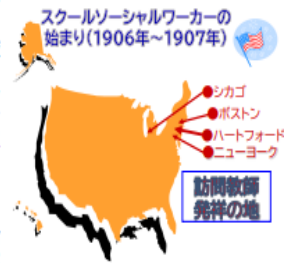 スクールソーシャルワーカーの
始まり(1906年~1907年)
シカゴ
ボストン
ハートフォード
ニューヨーク
訪問教師
発祥の地